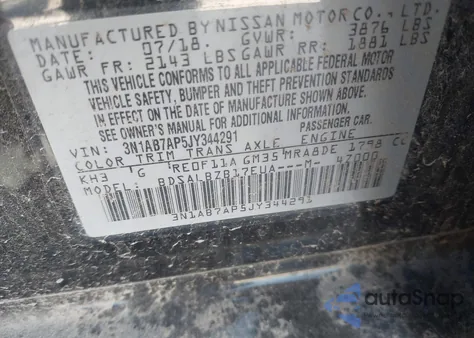 MANUFACTURED BY NISSAN MOTOR CO., LTD.
DATE: 07/18. GVWR: 3876 LBS
GAWR FR: 2143 LBS GAWR RR: 1881 LBS
THIS VEHICLE CONFORMS TO ALL APPLICABLE FEDERAL MOTOR
VEHICLE SAFETY, BUMPER AND THEFT PREVENTION STANDARDS
IN EFFECT ON THE DATE OF MANUFACTURE SHOWN ABOVE.
SEE OWNER'S MANUAL FOR ADDITIONAL INFORMATION.
VIN: 3N1AB7AP5JY344291 PASSENGER CAR.
COLOR TRIM TRANS AXLE ENGINE
KH3 G RE0F11A GM35 MRA8DE 1798 CC
MODEL: BDSALBZB17EUA---M- 47000
3N1AB7AP5JY344291
autoSnap